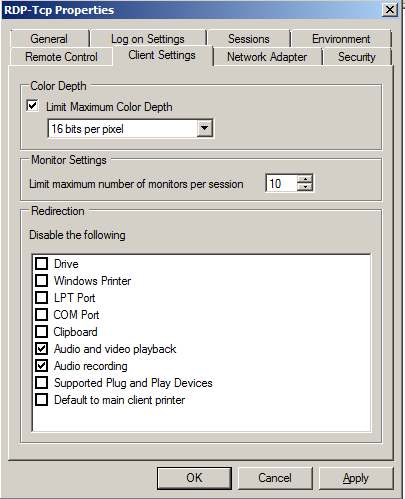 RDP-Tcp Properties
General
Log on Settings
Sessions
Environment
Remote Control
Client Settings
Network Adapter
Security
Color Depth
Limit Maximum Color Depth
16 bits per pixel
Monitor Settings
Limit maximum number of monitors per session
10
Redirection
Disable the following
Drive
Windows Printer
LPT Port
COM Port
Clipboard
Audio and video playback
Audio recording
Supported Plug and Play Devices
Default to main client printer
OK
Cancel
Apply